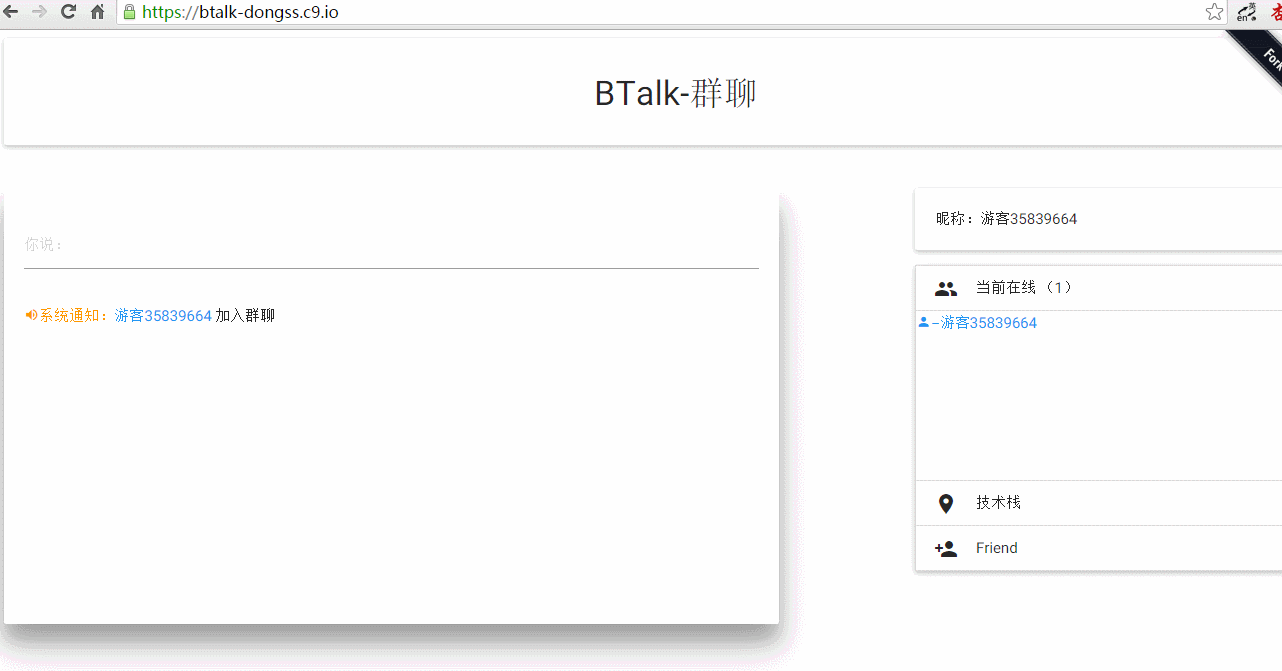 https://btalk-dongss.c9.io
英
en
Fork
BTalk-群聊
你说：
系统通知：游客35839664 加入群聊
昵称：游客35839664
当前在线（1）
-游客35839664
技术栈
Friend